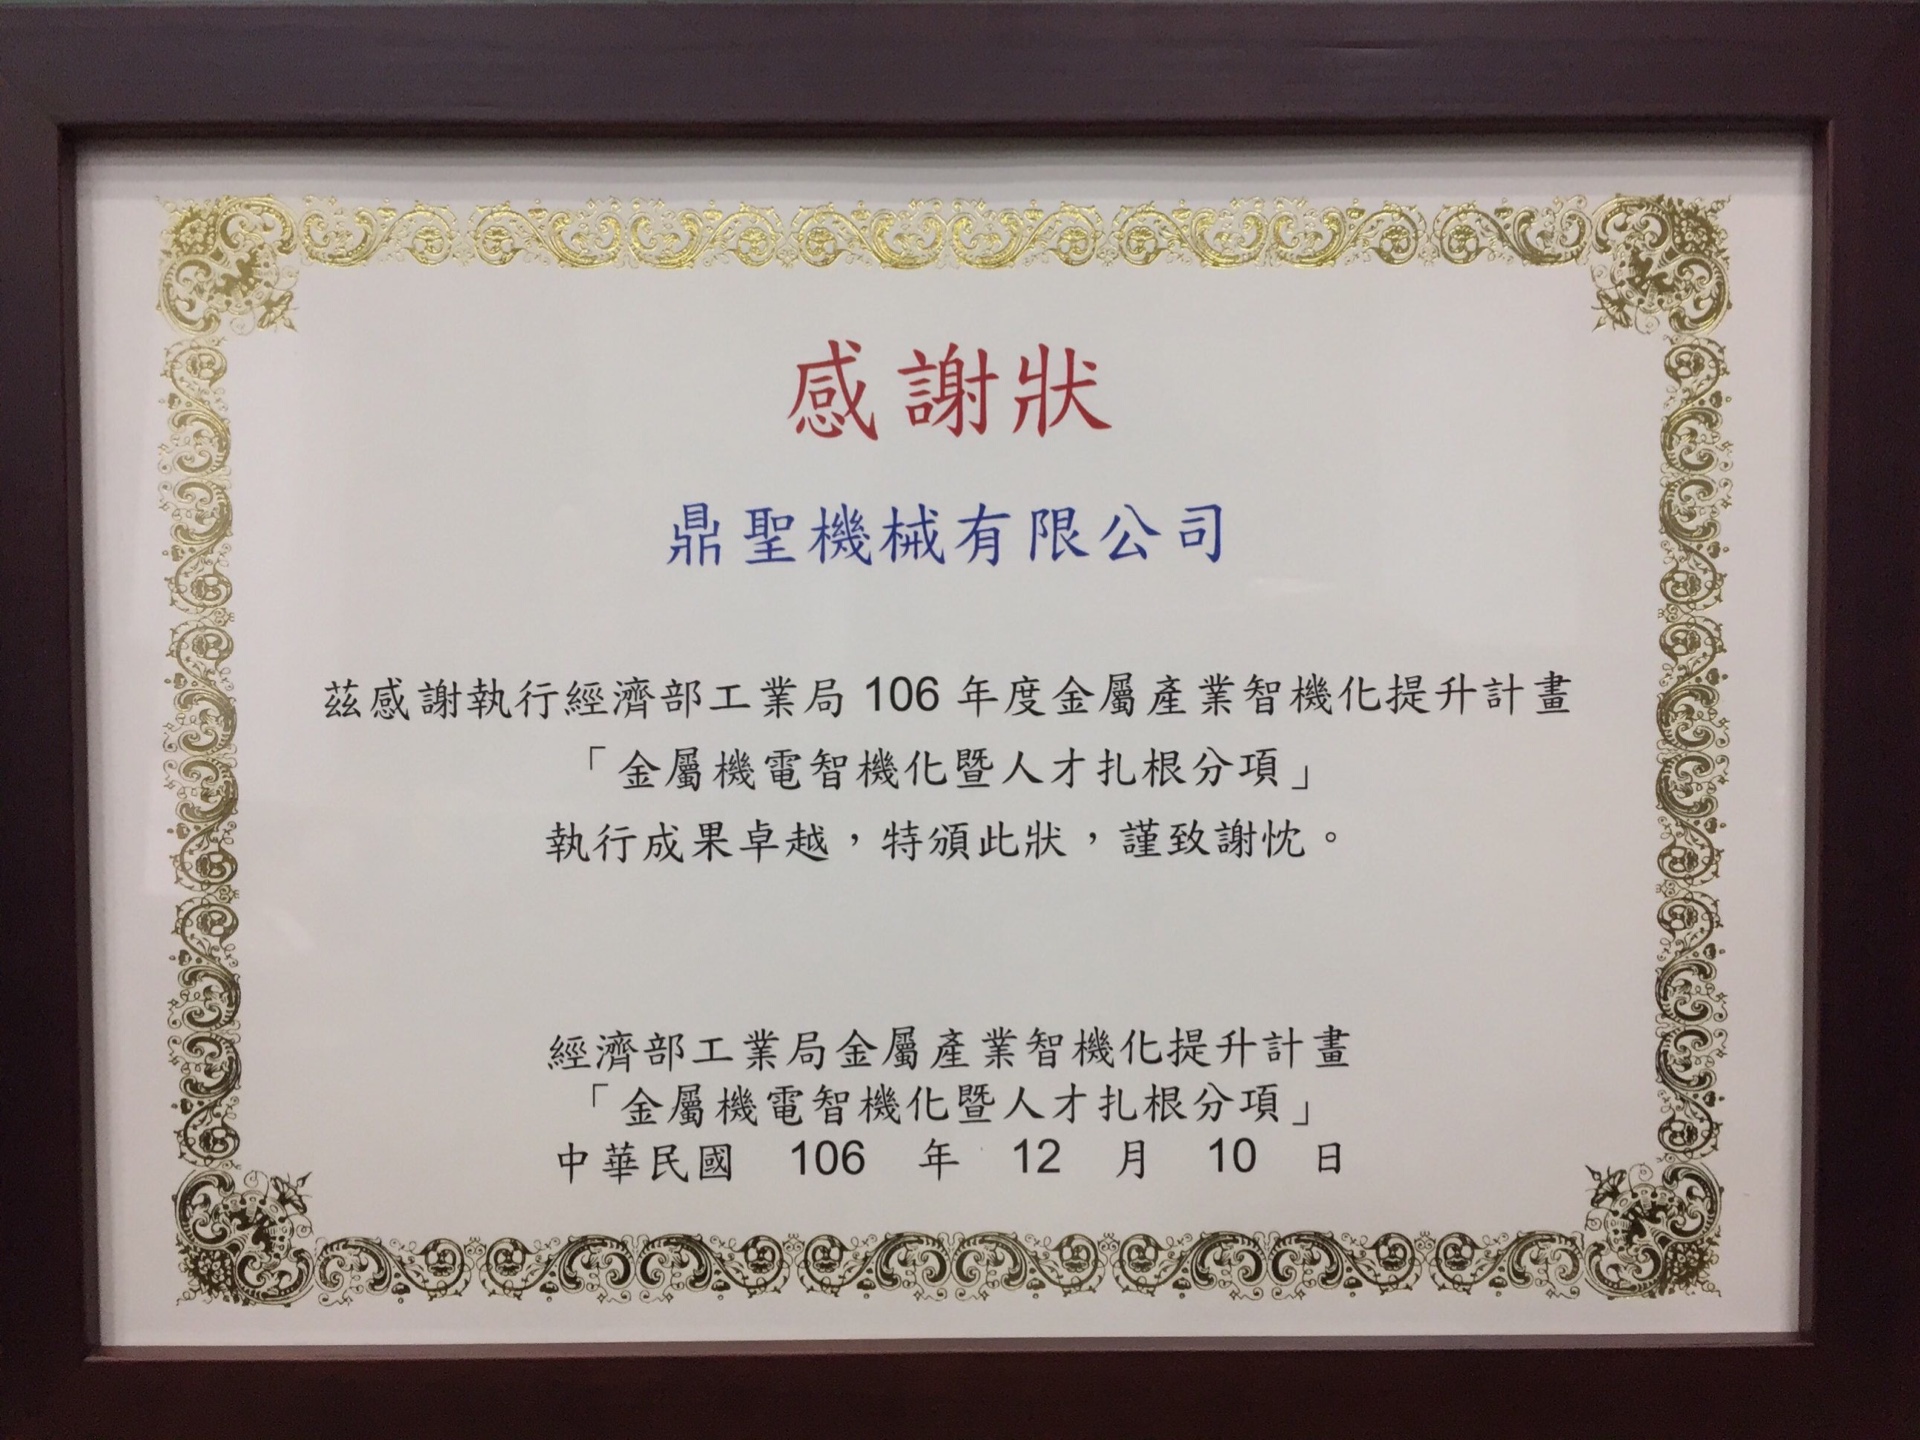 感謝狀
鼎聖機械有限公司
茲感謝執行經濟部工業局 106 年度金屬產業智機化提升計畫
「金屬機電智機化暨人才扎根分項」
執行成果卓越，特頒此狀，謹致謝忱。
經濟部工業局金屬產業智機化提升計畫
「金屬機電智機化暨人才扎根分項」
中華民國 106 年 12 月 10 日